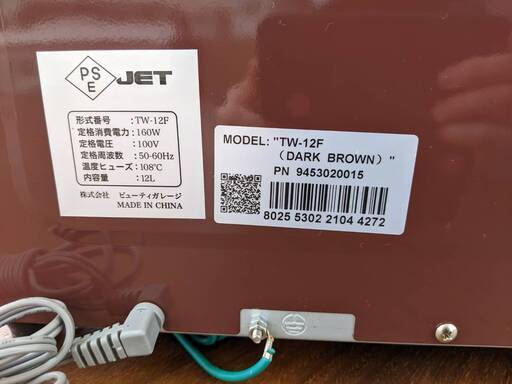 PS
E
JET
形式番号 : TW-12F
定格消費電力 : 160W
定格電圧 : 100V
定格周波数 : 50-60Hz
温度ヒューズ : 108℃
内容量 : 12L
株式会社 ビューティガレージ
MADE IN CHINA
MODEL: "TW-12F
(DARK BROWN) "
PN 9453020015
8025 5302 2104 4272